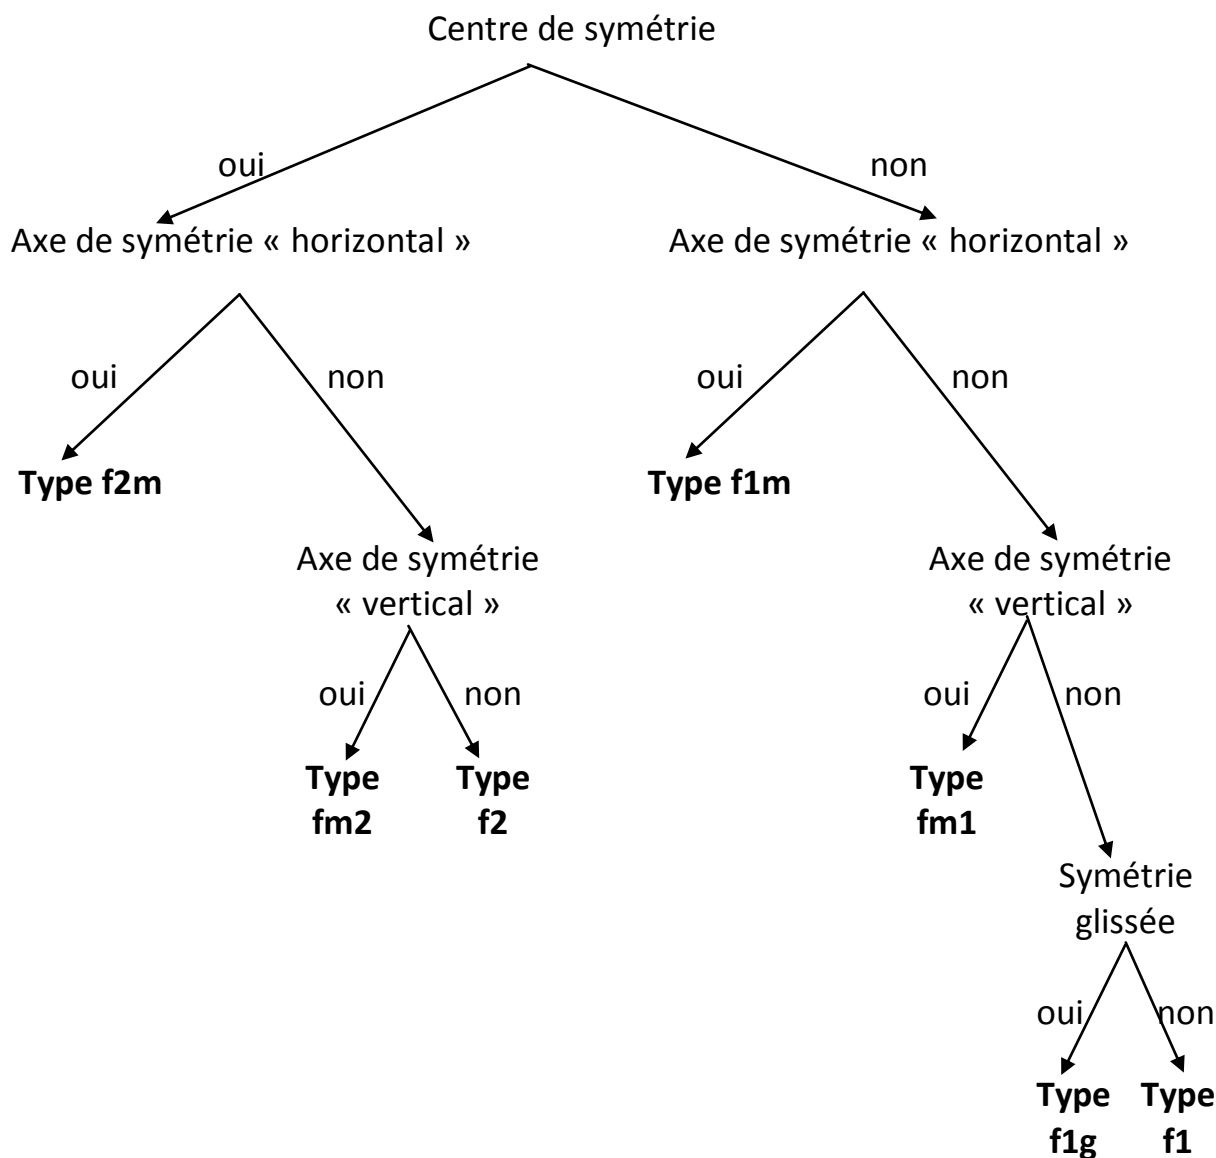 Centre de symétrie
oui
non
Axe de symétrie « horizontal »
Axe de symétrie « horizontal »
oui
non
oui
non
Type f2m
Type f1m
Axe de symétrie
« vertical »
Axe de symétrie
« vertical »
oui
non
oui
non
Type
fm2
Type
f2
Type
fm1
Symétrie
glissée
oui
non
Type
f1g
Type
f1